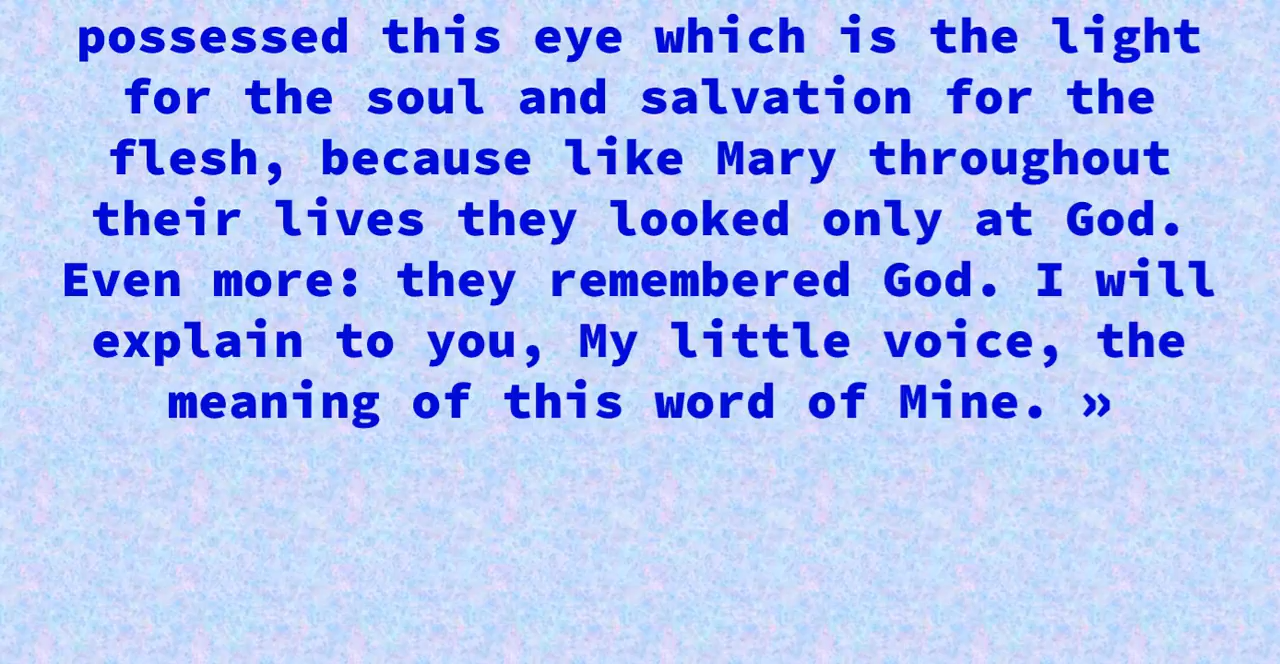 possessed this eye which is the light
for the soul and salvation for the
flesh, because like Mary throughout
their lives they looked only at God.
Even more: they remembered God. I will
explain to you, My little voice, the
meaning of this word of Mine. »